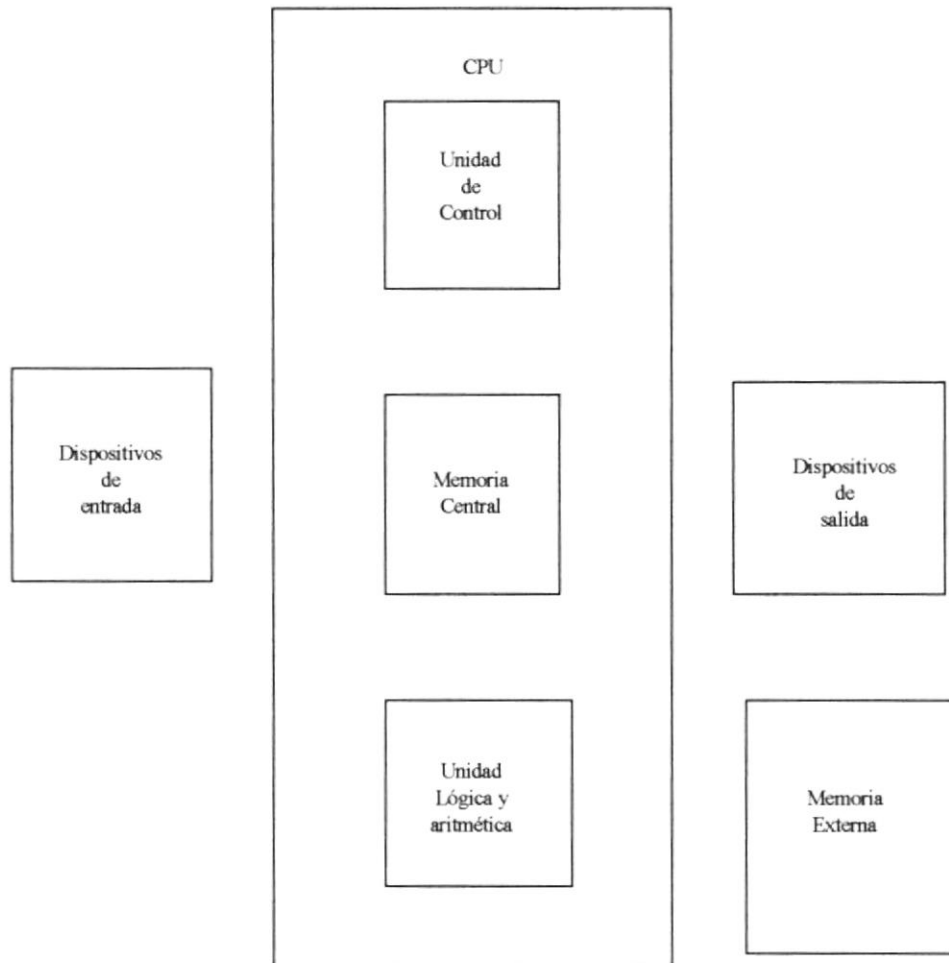 CPU
Unidad
de
Control
Dispositivos
de
entrada
Memoria
Central
Dispositivos
de
salida
Unidad
Lógica y
aritmética
Memoria
Externa